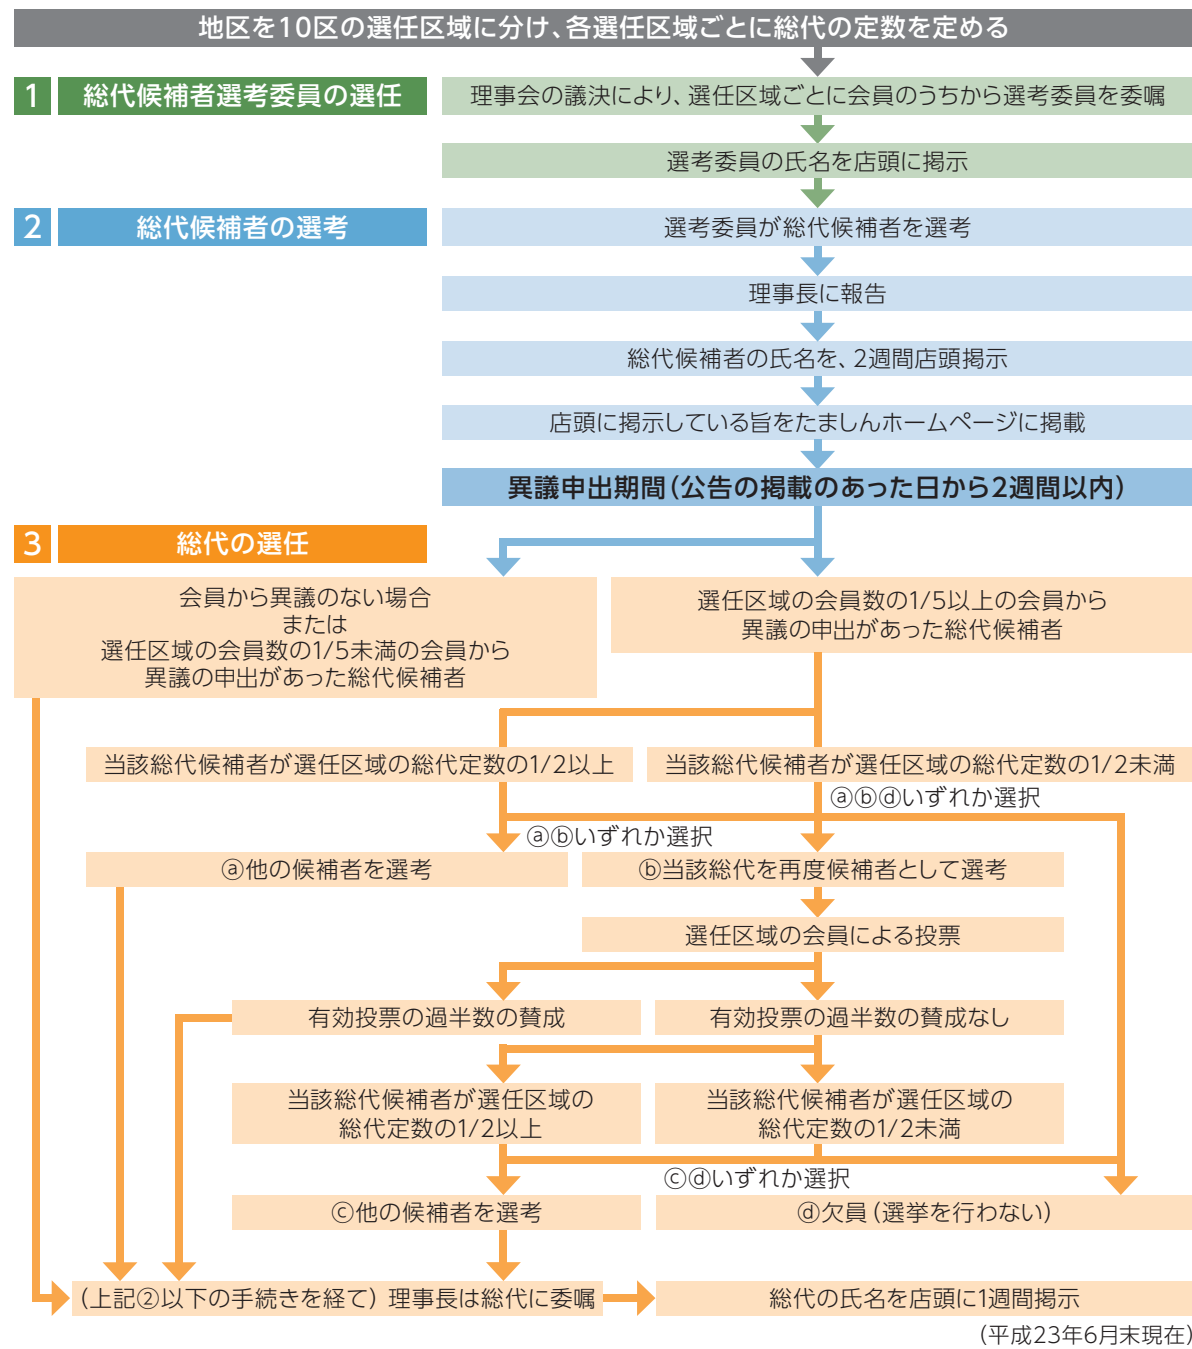 地区を10区の選任区域に分け、各選任区域ごとに総代の定数を定める
1 総代候補者選考委員の選任
理事会の議決により、選任区域ごとに会員のうちから選考委員を委嘱
選考委員の氏名を店頭に掲示
2 総代候補者の選考
選考委員が総代候補者を選考
理事長に報告
総代候補者の氏名を、2週間店頭掲示
店頭に掲示している旨をたましんホームページに掲載
異議申出期間(公告の掲載のあった日から2週間以内)
3 総代の選任
会員から異議のない場合
または
選任区域の会員数の1/5未満の会員から
異議の申出があった総代候補者
選任区域の会員数の1/5以上の会員から
異議の申出があった総代候補者
当該総代候補者が選任区域の総代定数の1/2以上
当該総代候補者が選任区域の総代定数の1/2未満
ⓐⓑⓓいずれか選択
ⓐⓑいずれか選択
ⓐ他の候補者を選考
ⓑ当該総代を再度候補者として選考
選任区域の会員による投票
有効投票の過半数の賛成
有効投票の過半数の賛成なし
当該総代候補者が選任区域の
総代定数の1/2以上
当該総代候補者が選任区域の
総代定数の1/2未満
ⓒⓓいずれか選択
ⓒ他の候補者を選考
ⓓ欠員(選挙を行わない)
(上記②以下の手続きを経て) 理事長は総代に委嘱
総代の氏名を店頭に1週間掲示
(平成23年6月末現在)